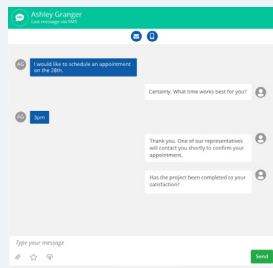 Ashley Granger
Last message via SMS
AG
I would like to schedule an appointment
on the 28th.
Certainly. What time works best for you?
AG
3pm
Thank you. One of our representatives
will contact you shortly to confirm your
appointment.
Has the project been completed to your
satisfaction?
Type your message
Send